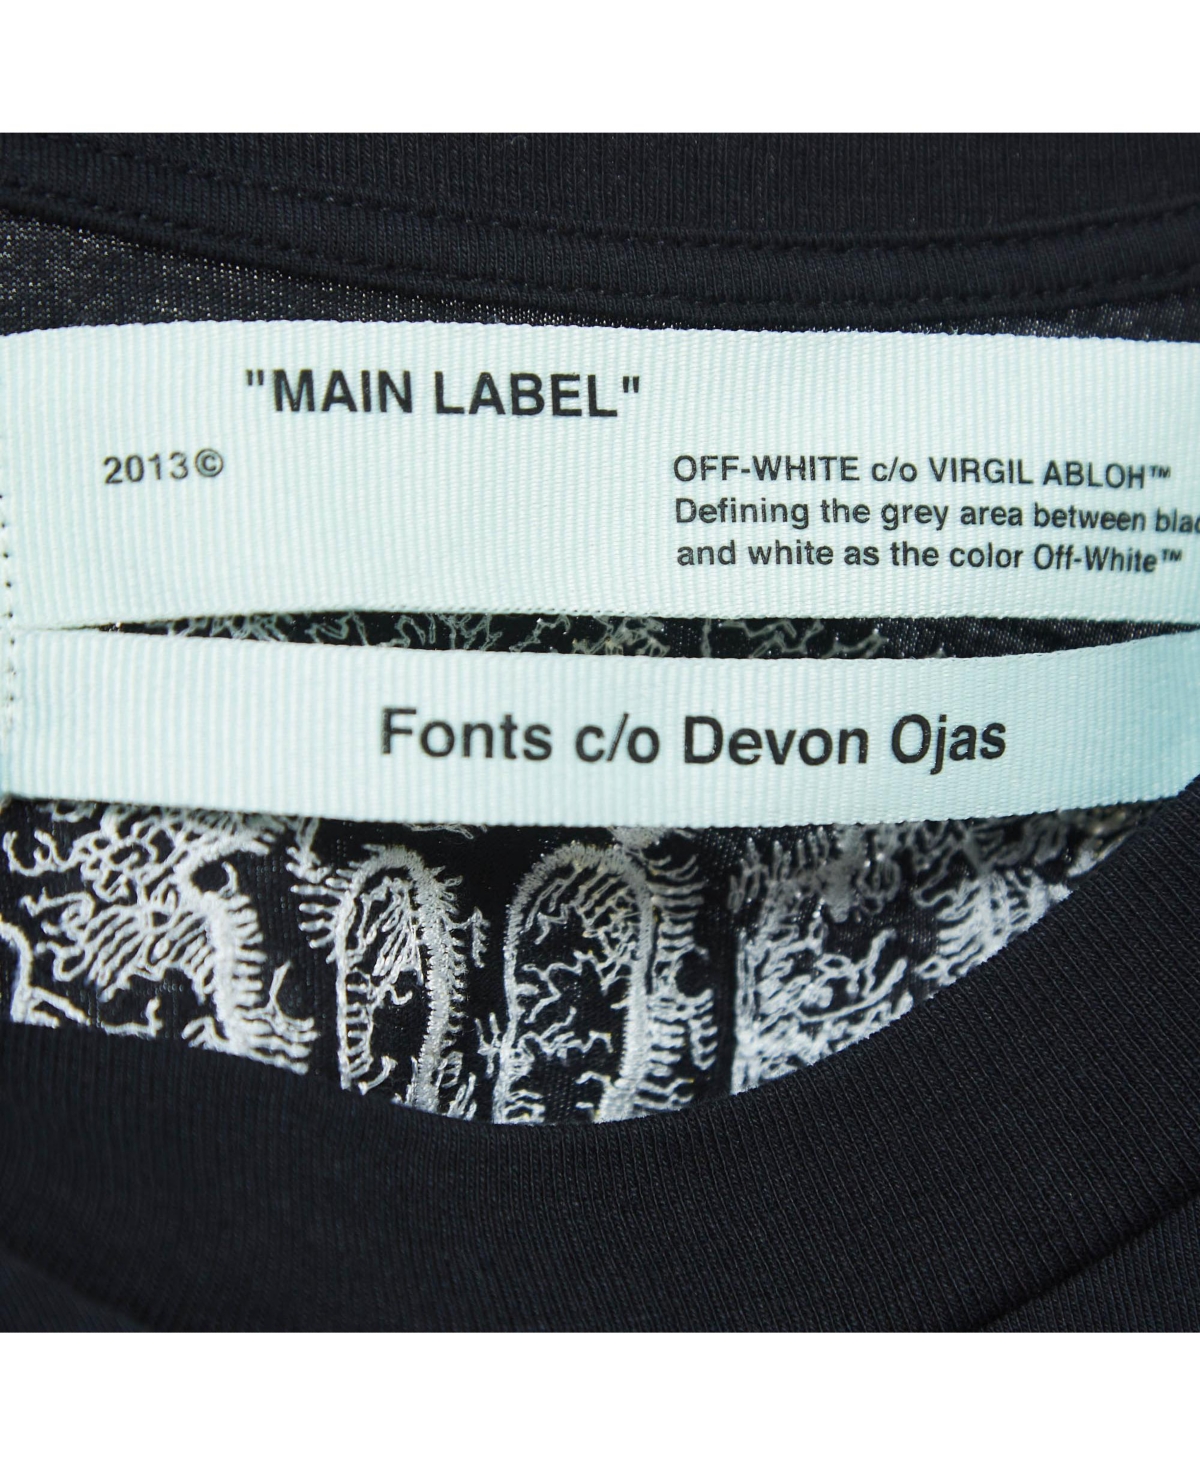 "MAIN LABEL"
2013©
OFF-WHITE c/o VIRGIL ABLOH™
Defining the grey area between blac
and white as the color Off-White™
Fonts c/o Devon Ojas